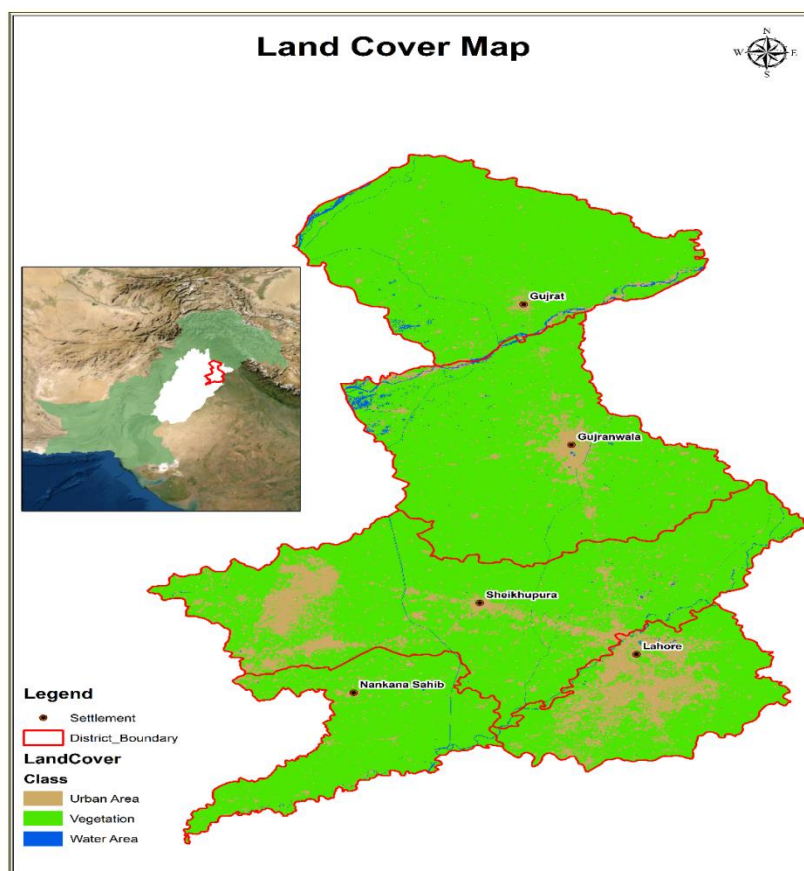 Land Cover Map
N
W E
S
Gujrat
Gujranwala
Sheikhupura
Lahore
Nankana Sahib
Legend
Settlement
District_Boundary
LandCover
Class
Urban Area
Vegetation
Water Area